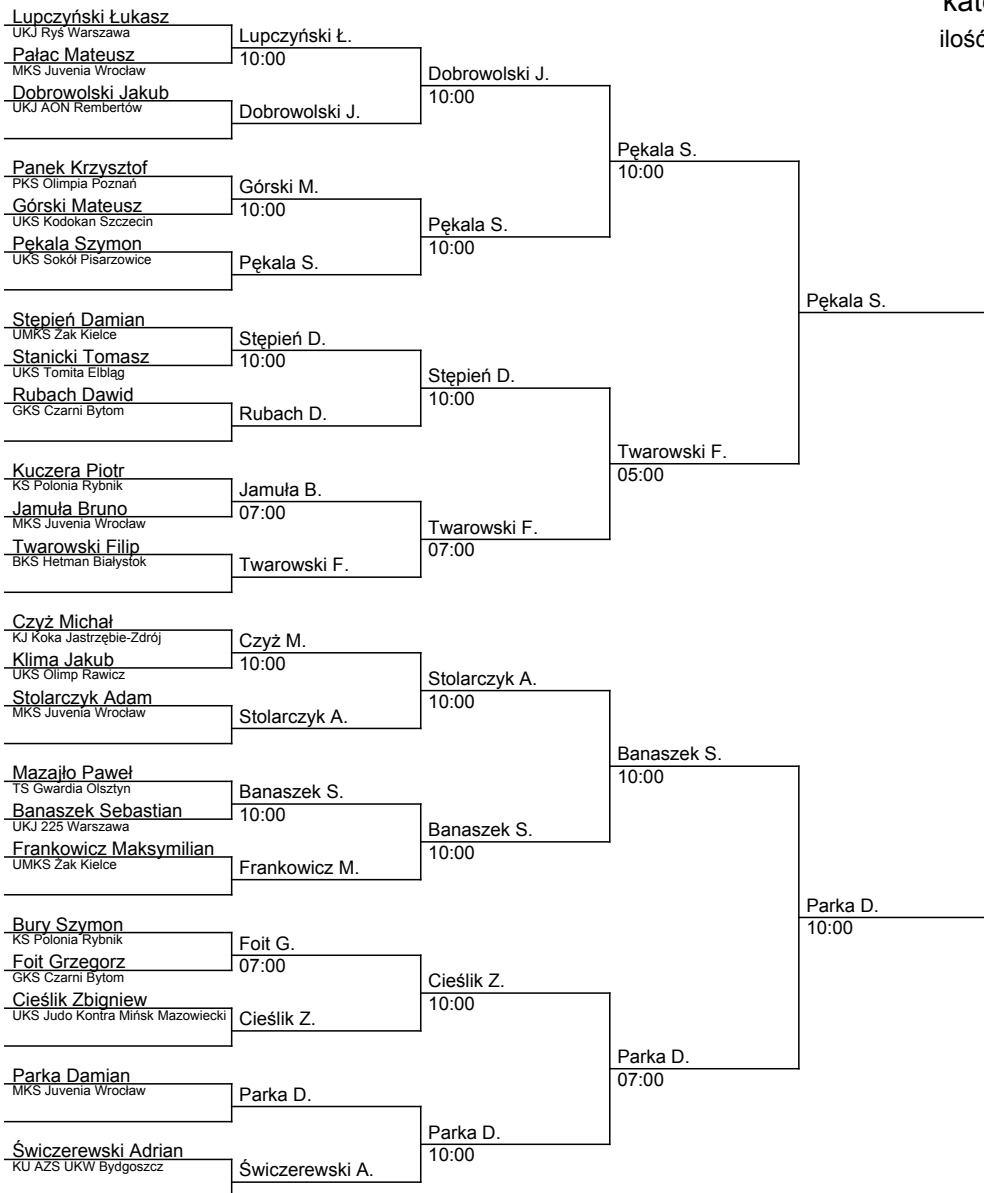 kate
ilość
Lupczyński Łukasz
UKJ Ryś Warszawa
Pałac Mateusz
MKS Juvenia Wrocław
Dobrowolski Jakub
UKJ AON Rembertów
Panek Krzysztof
PKS Olimpia Poznań
Górski Mateusz
UKS Kodokan Szczecin
Pękala Szymon
UKS Sokół Pisarzowice
Stępień Damian
UMKS Żak Kielce
Stanicki Tomasz
UKS Tomita Elbląg
Rubach Dawid
GKS Czarni Bytom
Kuczera Piotr
KS Polonia Rybnik
Jamuła Bruno
MKS Juvenia Wrocław
Twarowski Filip
BKS Hetman Białystok
Czyż Michał
KJ Koka Jastrzębie-Zdrój
Klima Jakub
UKS Olimp Rawicz
Stolarczyk Adam
MKS Juvenia Wrocław
Mazajło Paweł
TS Gwardia Olsztyn
Banaszek Sebastian
UKJ 225 Warszawa
Frankowicz Maksymilian
UMKS Żak Kielce
Bury Szymon
KS Polonia Rybnik
Foit Grzegorz
GKS Czarni Bytom
Cieślik Zbigniew
UKS Judo Kontra Mińsk Mazowiecki
Parka Damian
MKS Juvenia Wrocław
Świczerewski Adrian
KU AZS UKW Bydgoszcz
Lupczyński Ł.
10:00
Dobrowolski J.
Górski M.
10:00
Pękala S.
Stępień D.
10:00
Rubach D.
Jamuła B.
07:00
Twarowski F.
Czyż M.
10:00
Stolarczyk A.
Banaszek S.
10:00
Frankowicz M.
Foit G.
07:00
Cieślik Z.
Parka D.
Świczerewski A.
Dobrowolski J.
10:00
Pękala S.
10:00
Stępień D.
10:00
Twarowski F.
07:00
Stolarczyk A.
10:00
Banaszek S.
10:00
Cieślik Z.
10:00
Parka D.
10:00
Pękala S.
10:00
Twarowski F.
05:00
Banaszek S.
10:00
Parka D.
07:00
Pękala S.
Parka D.
10:00